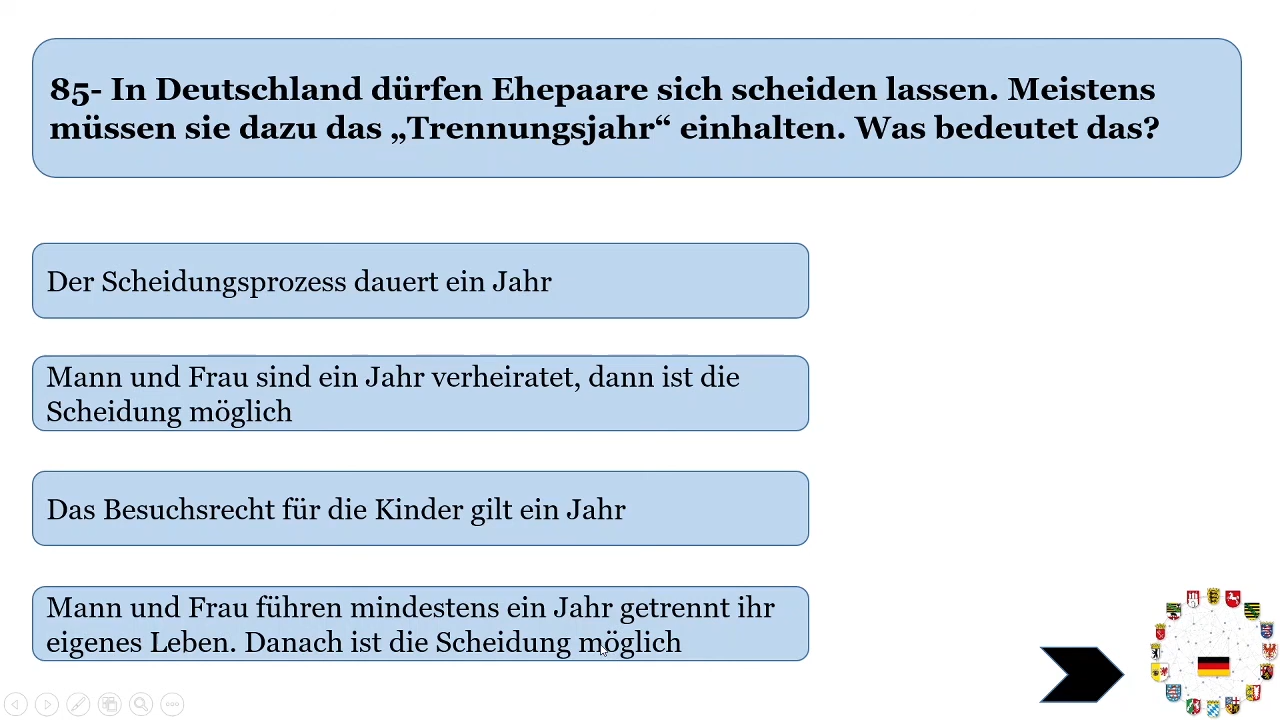 85- In Deutschland dürfen Ehepaare sich scheiden lassen. Meistens
müssen sie dazu das „Trennungsjahr“ einhalten. Was bedeutet das?
Der Scheidungsprozess dauert ein Jahr
Mann und Frau sind ein Jahr verheiratet, dann ist die
Scheidung möglich
Das Besuchsrecht für die Kinder gilt ein Jahr
Mann und Frau führen mindestens ein Jahr getrennt ihr
eigenes Leben. Danach ist die Scheidung möglich